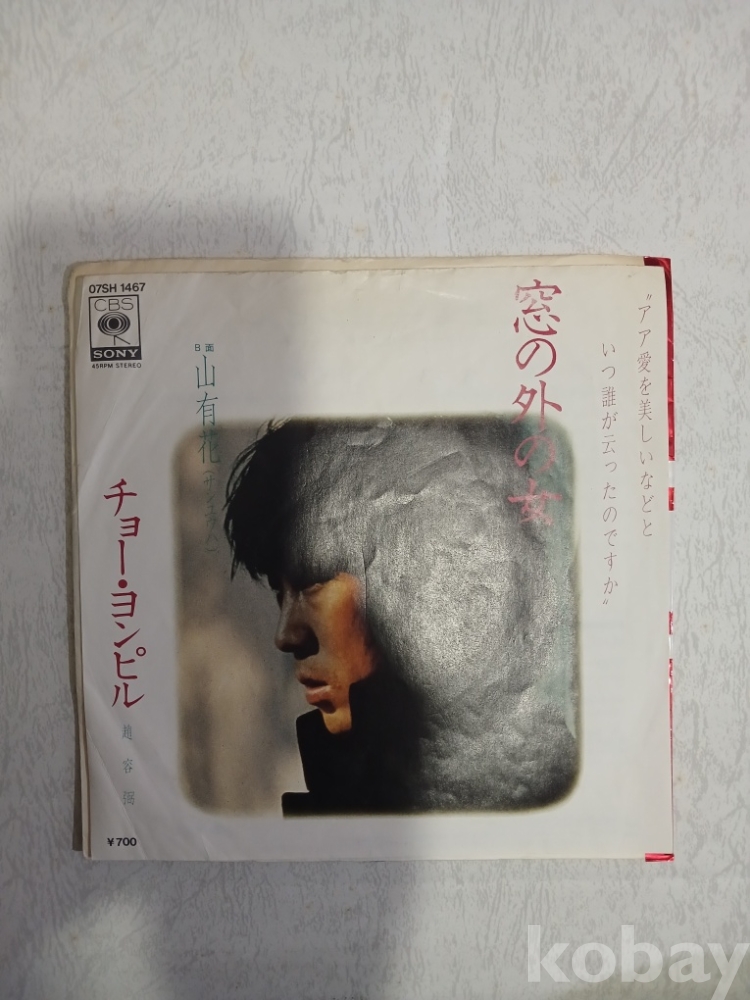 07SH 1467
CBS
SONY
45RPM STEREO
"アア愛を美しいなどと
いつ誰が云ったのですか"
窓の外の女
B面
山有花
チョー・ヨンピル
趙容弼
¥700
kobay